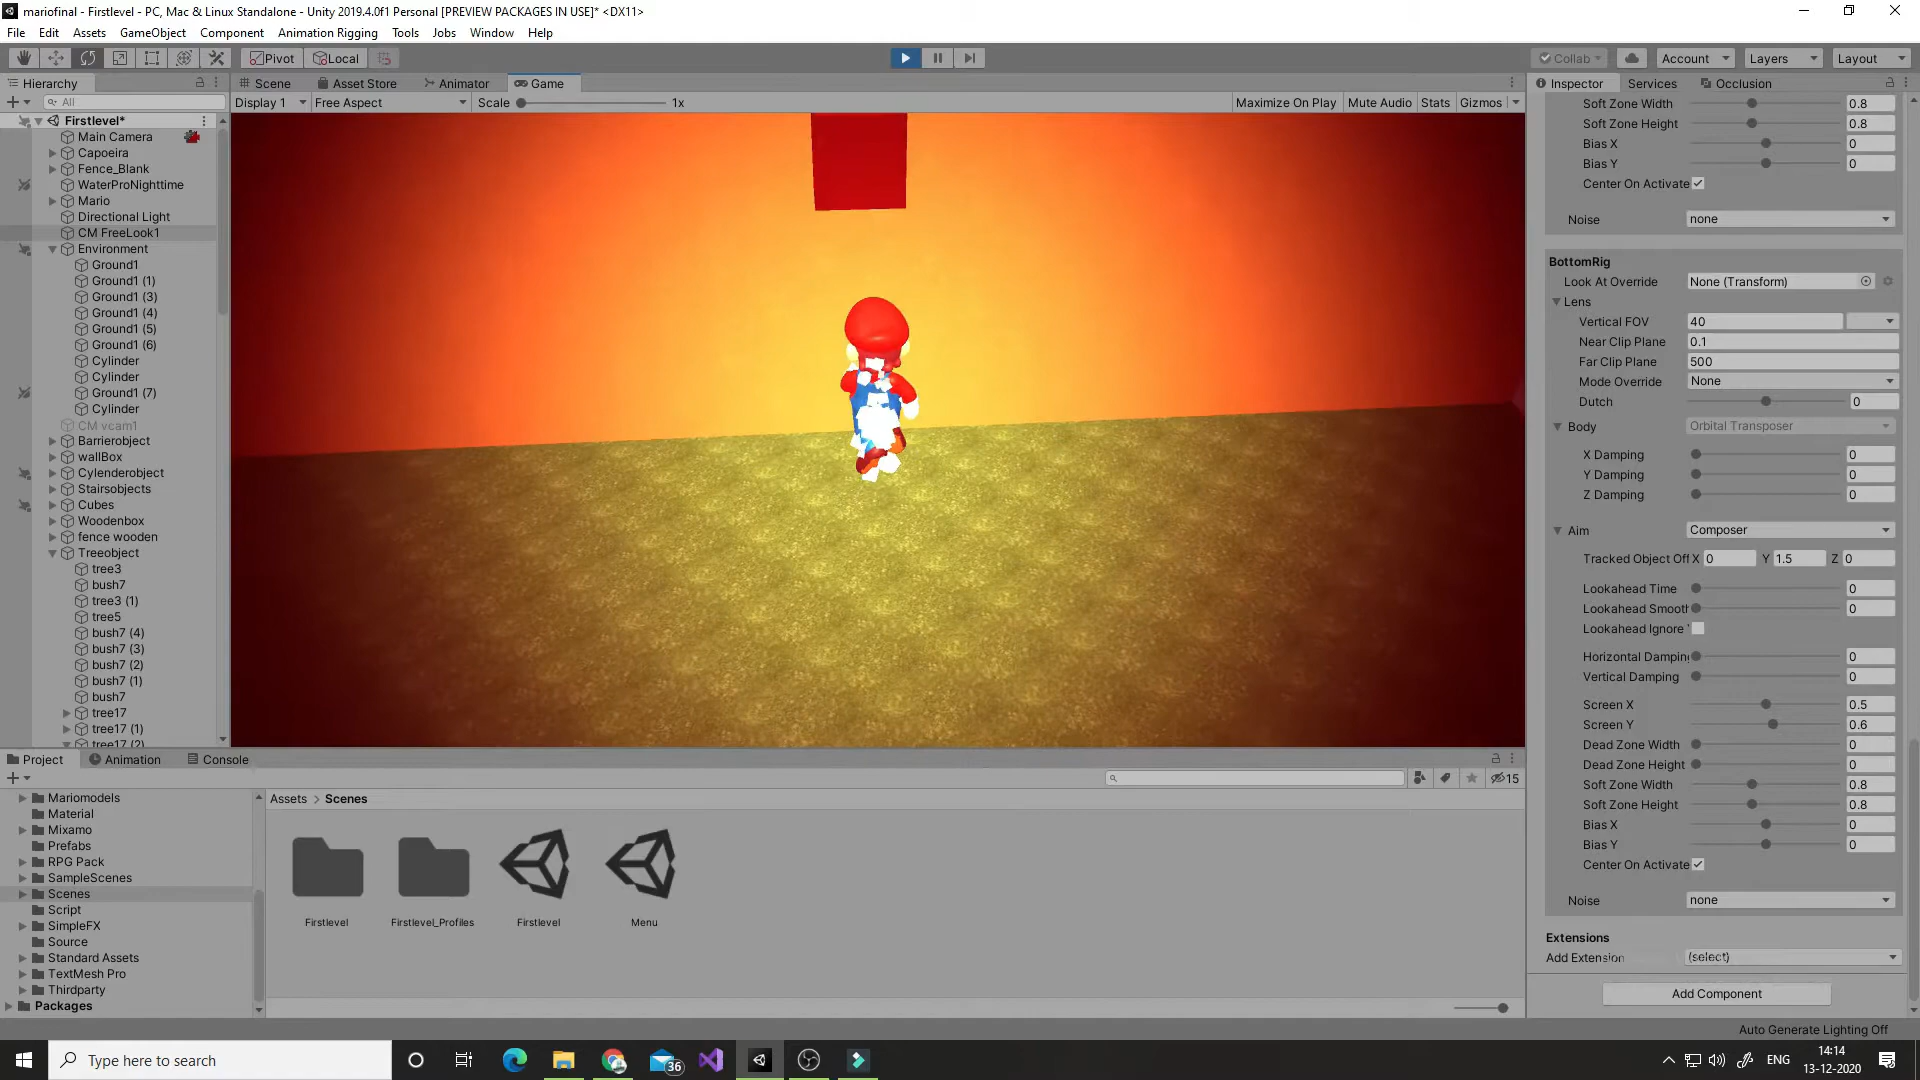 mariofinal - Firstlevel - PC, Mac & Linux Standalone - Unity 2019.4.0f1 Personal [PREVIEW PACKAGES IN USE]* <DX11>
File Edit Assets GameObject Component Animation Rigging Tools Jobs Window Help
Pivot Local Collab Account Layers Layout
Hierarchy
All
Firstlevel*
Main Camera
Capoeira
Fence_Blank
WaterProNighttime
Mario
Directional Light
CM FreeLook1
Environment
Ground1
Ground1 (1)
Ground1 (3)
Ground1 (4)
Ground1 (5)
Ground1 (6)
Cylinder
Cylinder
Ground1 (7)
Cylinder
CM vcam1
Barrierobject
wallBox
Cylenderobject
Stairsobjects
Cubes
Woodenbox
fence wooden
Treeobject
tree3
bush7
tree3 (1)
tree5
bush7 (4)
bush7 (3)
bush7 (2)
bush7 (1)
bush7
tree17
tree17 (1)
tree17 (2)
Scene Asset Store Animator Game
Display 1 Free Aspect Scale 1x Maximize On Play Mute Audio Stats Gizmos
Inspector Services Occlusion
Soft Zone Width 0.8
Soft Zone Height 0.8
Bias X 0
Bias Y 0
Center On Activate
Noise none
BottomRig
Look At Override None (Transform)
Lens
Vertical FOV 40
Near Clip Plane 0.1
Far Clip Plane 500
Mode Override None
Dutch 0
Body Orbital Transposer
X Damping 0
Y Damping 0
Z Damping 0
Aim Composer
Tracked Object Off X 0 Y 1.5 Z 0
Lookahead Time 0
Lookahead Smooth 0
Lookahead Ignore
Horizontal Damping 0
Vertical Damping 0
Screen X 0.5
Screen Y 0.6
Dead Zone Width 0
Dead Zone Height 0
Soft Zone Width 0.8
Soft Zone Height 0.8
Bias X 0
Bias Y 0
Center On Activate
Noise none
Extensions
Add Extension (select)
Add Component
Auto Generate Lighting Off
Project Animation Console
15
Mariomodels
Material
Mixamo
Prefabs
RPG Pack
SampleScenes
Scenes
Script
SimpleFX
Source
Standard Assets
TextMesh Pro
Thirdparty
Packages
Assets > Scenes
Firstlevel Firstlevel_Profiles Firstlevel Menu
Type here to search
36
ENG
14:14
13-12-2020